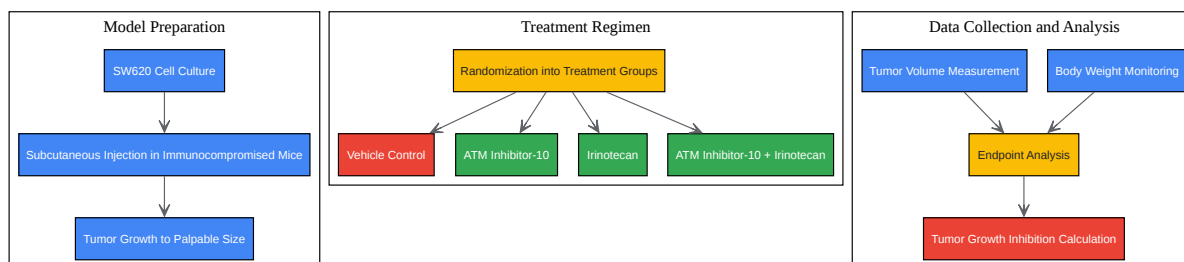 Model Preparation
SW620 Cell Culture
Subcutaneous Injection in Immunocompromised Mice
Tumor Growth to Palpable Size
Treatment Regimen
Randomization into Treatment Groups
Vehicle Control
ATM Inhibitor-10
Irinotecan
ATM Inhibitor-10 + Irinotecan
Data Collection and Analysis
Tumor Volume Measurement
Body Weight Monitoring
Endpoint Analysis
Tumor Growth Inhibition Calculation